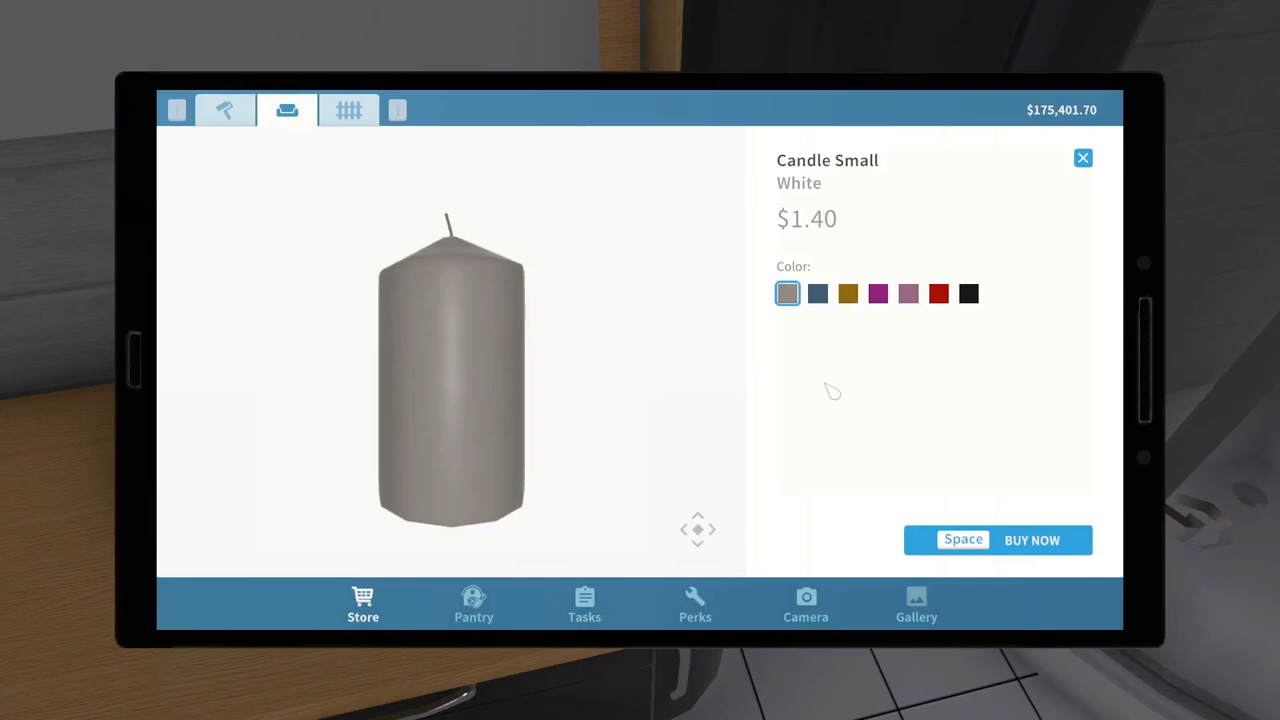 $175,401.70
Candle Small
White
$1.40
Color:
Space BUY NOW
Store
Pantry
Tasks
Perks
Camera
Gallery